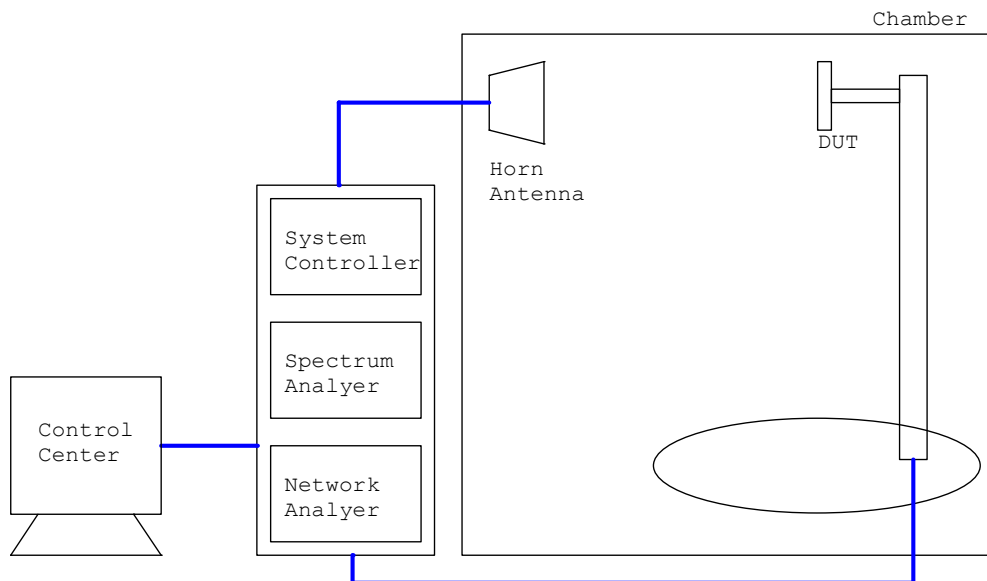 Chamber
DUT
Horn
Antenna
System
Controller
Spectrum
Analyer
Control
Center
Network
Analyer